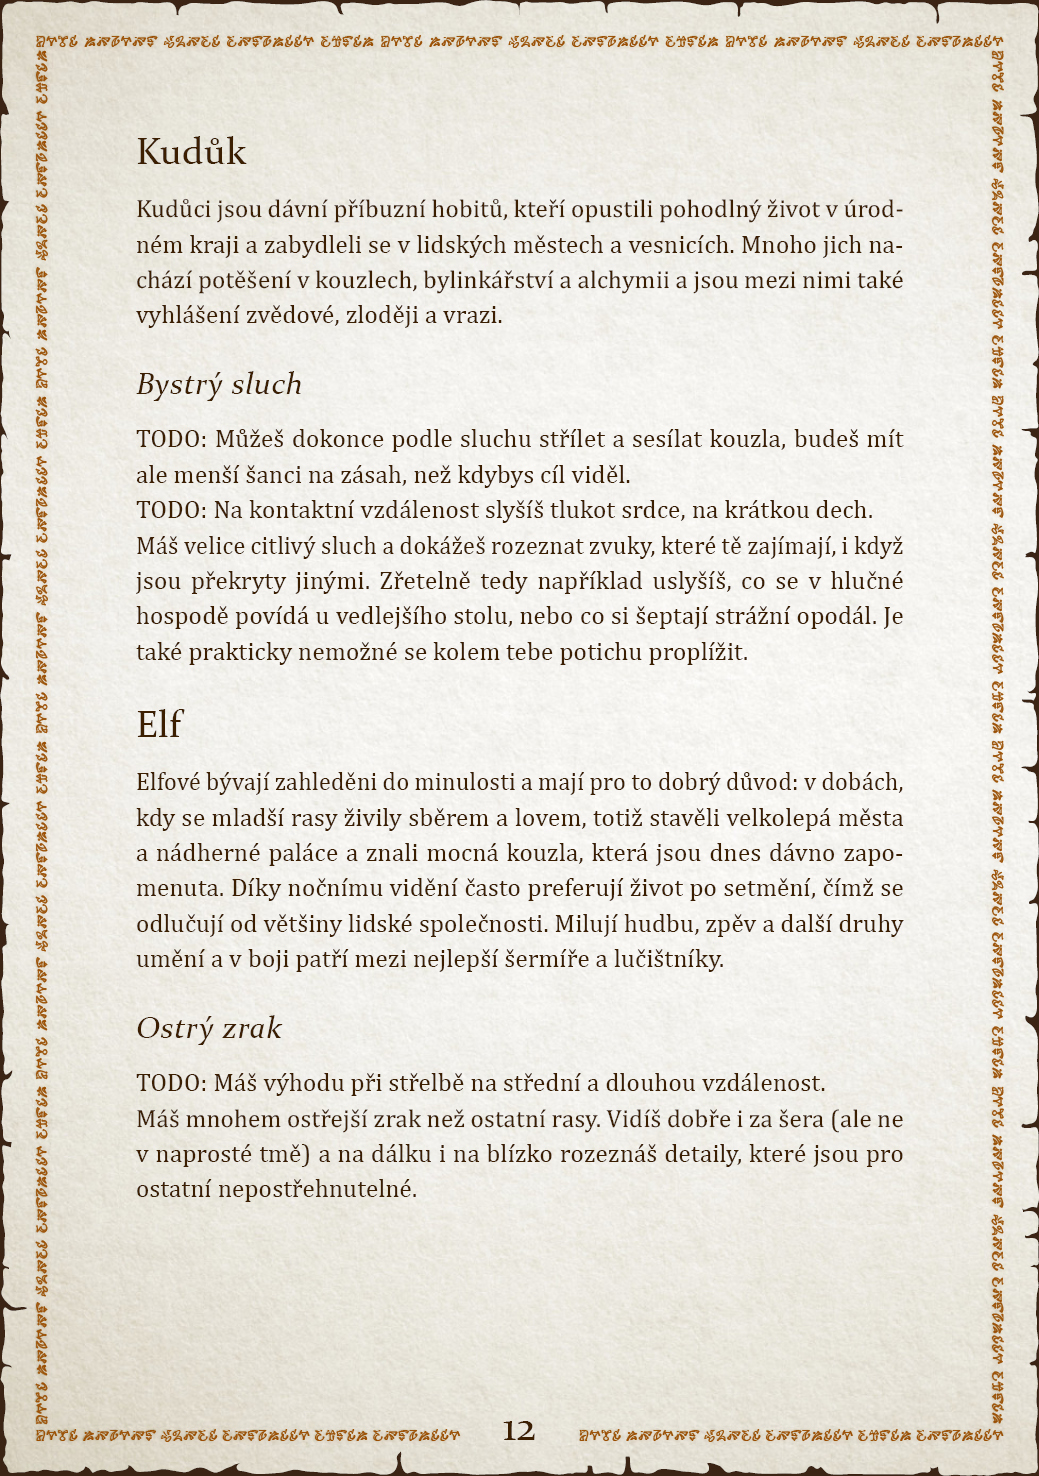 Kudůk
Kudůci jsou dávní příbuzní hobitů, kteří opustili pohodlný život v úrod-
ném kraji a zabydleli se v lidských městech a vesnicích. Mnoho jich na-
chází potěšení v kouzlech, bylinkářství a alchymii a jsou mezi nimi také
vyhlášení zvědové, zloději a vrazi.
Bystrý sluch
TODO: Můžeš dokonce podle sluchu střílet a sesílat kouzla, budeš mít
ale menší šanci na zásah, než kdybys cíl viděl.
TODO: Na kontaktní vzdálenost slyšíš tlukot srdce, na krátkou dech.
Máš velice citlivý sluch a dokážeš rozeznat zvuky, které tě zajímají, i když
jsou překryty jinými. Zřetelně tedy například uslyšíš, co se v hlučné
hospodě povídá u vedlejšího stolu, nebo co si šeptají strážní opodál. Je
také prakticky nemožné se kolem tebe potichu proplížit.
Elf
Elfové bývají zahleděni do minulosti a mají pro to dobrý důvod: v dobách,
kdy se mladší rasy živily sběrem a lovem, totiž stavěli velkolepá města
a nádherné paláce a znali mocná kouzla, která jsou dnes dávno zapo-
menuta. Díky nočnímu vidění často preferují život po setmění, čímž se
odlučují od většiny lidské společnosti. Milují hudbu, zpěv a další druhy
umění a v boji patří mezi nejlepší šermíře a lučištníky.
Ostrý zrak
TODO: Máš výhodu při střelbě na střední a dlouhou vzdálenost.
Máš mnohem ostřejší zrak než ostatní rasy. Vidíš dobře i za šera (ale ne
v naprosté tmě) a na dálku i na blízko rozeznáš detaily, které jsou pro
ostatní nepostřehnutelné.
12